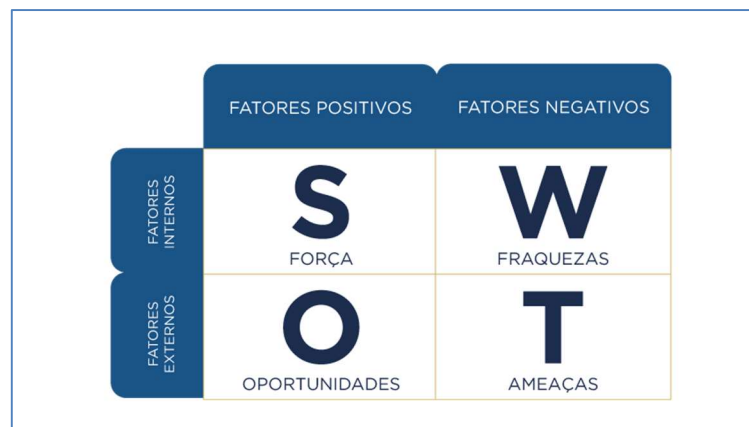 FATORES POSITIVOS
FATORES NEGATIVOS
FATORES
INTERNOS
S
FORÇA
W
FRAQUEZAS
FATORES
EXTERNOS
O
OPORTUNIDADES
T
AMEAÇAS